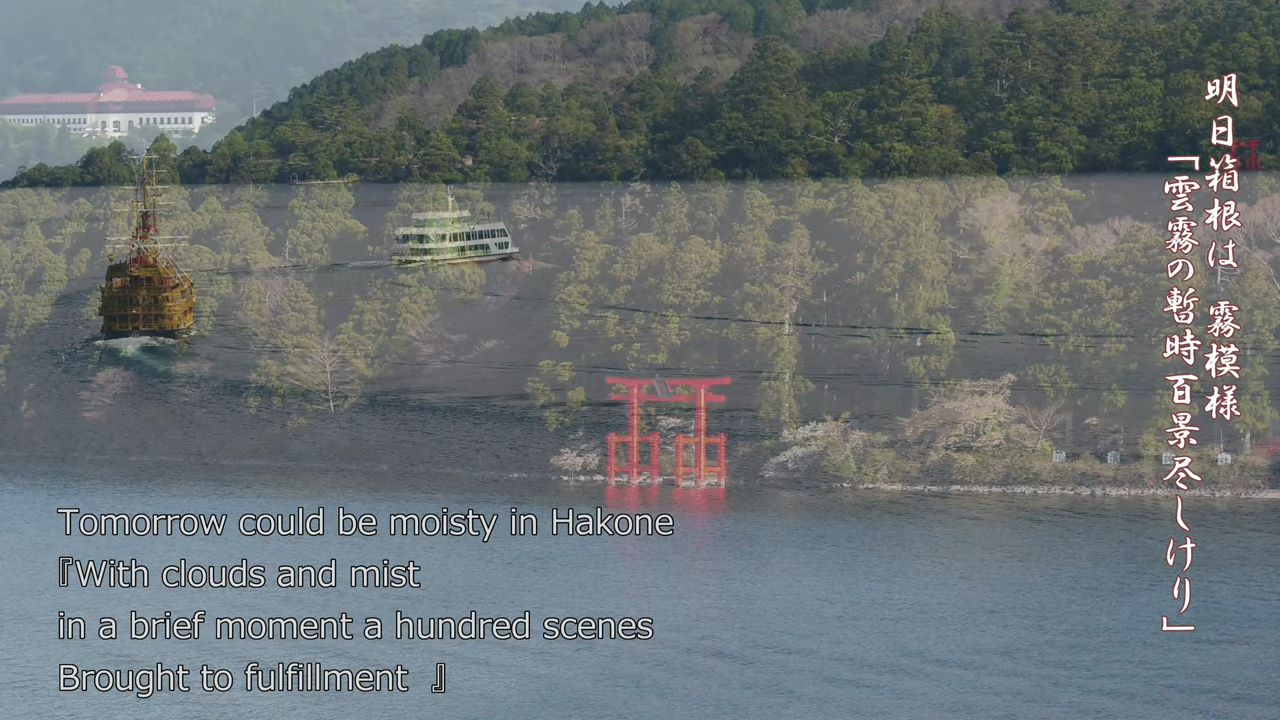 明日箱根は　霧模様
「雲霧の暫時百景尽しけり」
Tomorrow could be moisty in Hakone
『With clouds and mist
in a brief moment a hundred scenes
Brought to fulfillment 』